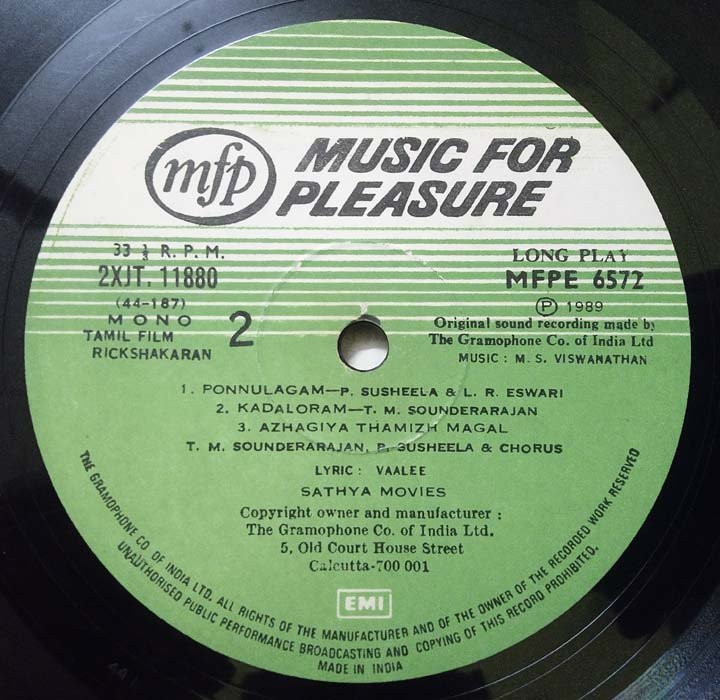 mfp
MUSIC FOR
PLEASURE
33 1/3 R. P. M.
2XJT. 11880
(44-187)
MONO
TAMIL FILM
RICKSHAKARAN
2
LONG PLAY
MFPE 6572
Ⓟ 1989
Original sound recording made by
The Gramophone Co. of India Ltd
MUSIC : M. S. VISWANATHAN
1. PONNULAGAM—P. SUSHEELA & L. R. ESWARI
2. KADALORAM—T. M. SOUNDERARAJAN
3. AZHAGIYA THAMIZH MAGAL
T. M. SOUNDERARAJAN, P. SUSHEELA & CHORUS
LYRIC : VAALEE
SATHYA MOVIES
Copyright owner and manufacturer :
The Gramophone Co. of India Ltd.
5, Old Court House Street
Calcutta-700 001
EMI
THE GRAMOPHONE CO OF INDIA LTD. ALL RIGHTS OF THE MANUFACTURER AND OF THE OWNER OF THE RECORDED WORK RESERVED
UNAUTHORISED PUBLIC PERFORMANCE BROADCASTING AND COPYING OF THIS RECORD PROHIBITED.
MADE IN INDIA